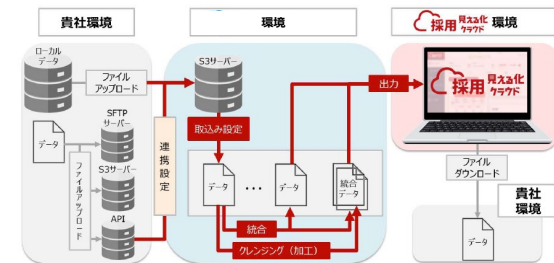 貴社環境
環境
採用見える化クラウド 環境
ローカル
データ
ファイル
アップロード
SFTP
サーバー
データ
ファイルアップロード
S3サーバー
API
連携設定
S3サーバー
取込み設定
データ
・・・
データ
統合
データ
統合
クレンジング（加工）
出力
採用見える化クラウド
ファイル
ダウンロード
貴社
環境
データ